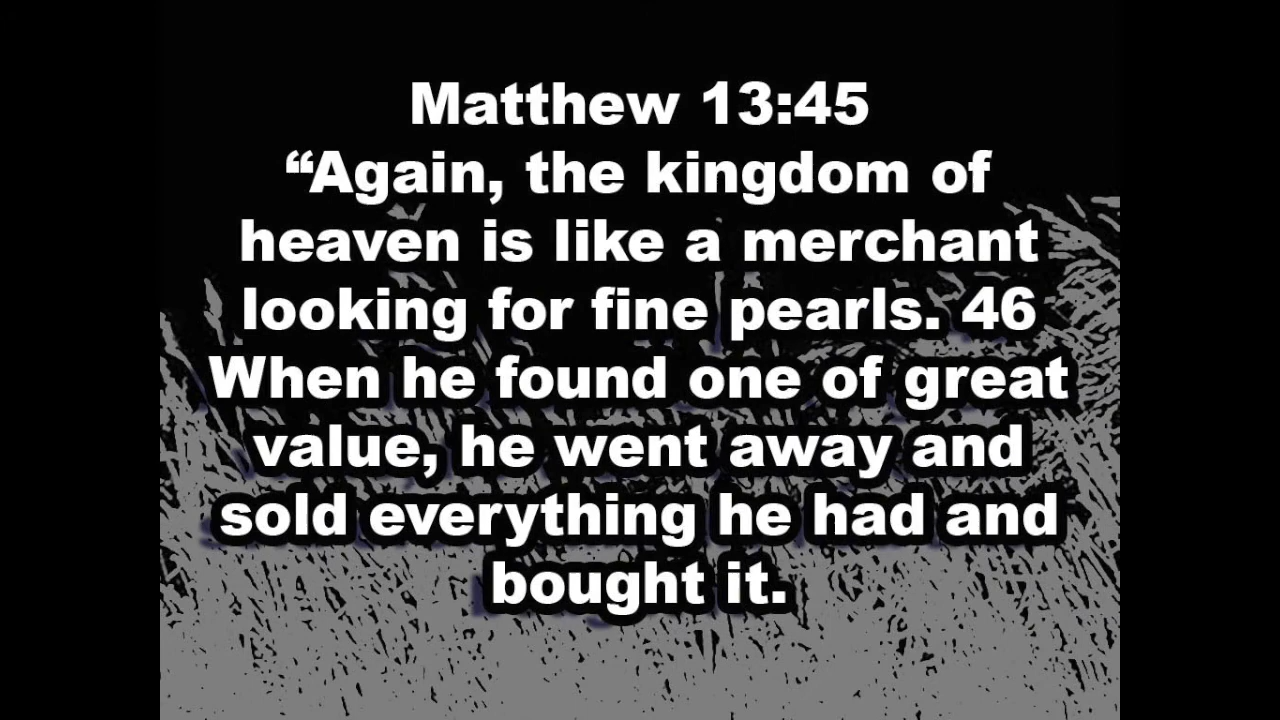 Matthew 13:45
“Again, the kingdom of
heaven is like a merchant
looking for fine pearls. 46
When he found one of great
value, he went away and
sold everything he had and
bought it.